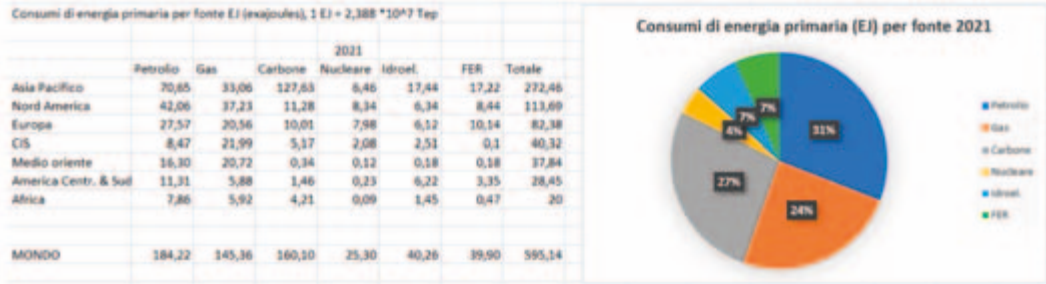 Consumi di energia primaria per fonte EJ (exajoules), 1 EJ = 2,388 *10^7 Tep
2021
Petrolio Gas Carbone Nucleare Idroel. FER Totale
Asia Pacifico 70,65 33,06 127,63 6,46 17,44 17,22 272,46
Nord America 42,06 37,23 11,28 8,34 6,34 8,44 113,69
Europa 27,57 20,56 10,01 7,98 6,12 10,14 82,38
CIS 8,47 21,99 5,17 2,08 2,51 0,1 40,32
Medio oriente 16,30 20,72 0,34 0,12 0,18 0,18 37,84
America Centr. & Sud 11,31 5,88 1,46 0,23 6,22 3,35 28,45
Africa 7,86 5,92 4,21 0,09 1,45 0,47 20
MONDO 184,22 145,36 160,10 25,30 40,26 39,90 595,14
Consumi di energia primaria (EJ) per fonte 2021
7%
7%
4%
31%
27%
24%
Petrolio
Gas
Carbone
Nucleare
Idroel.
FER